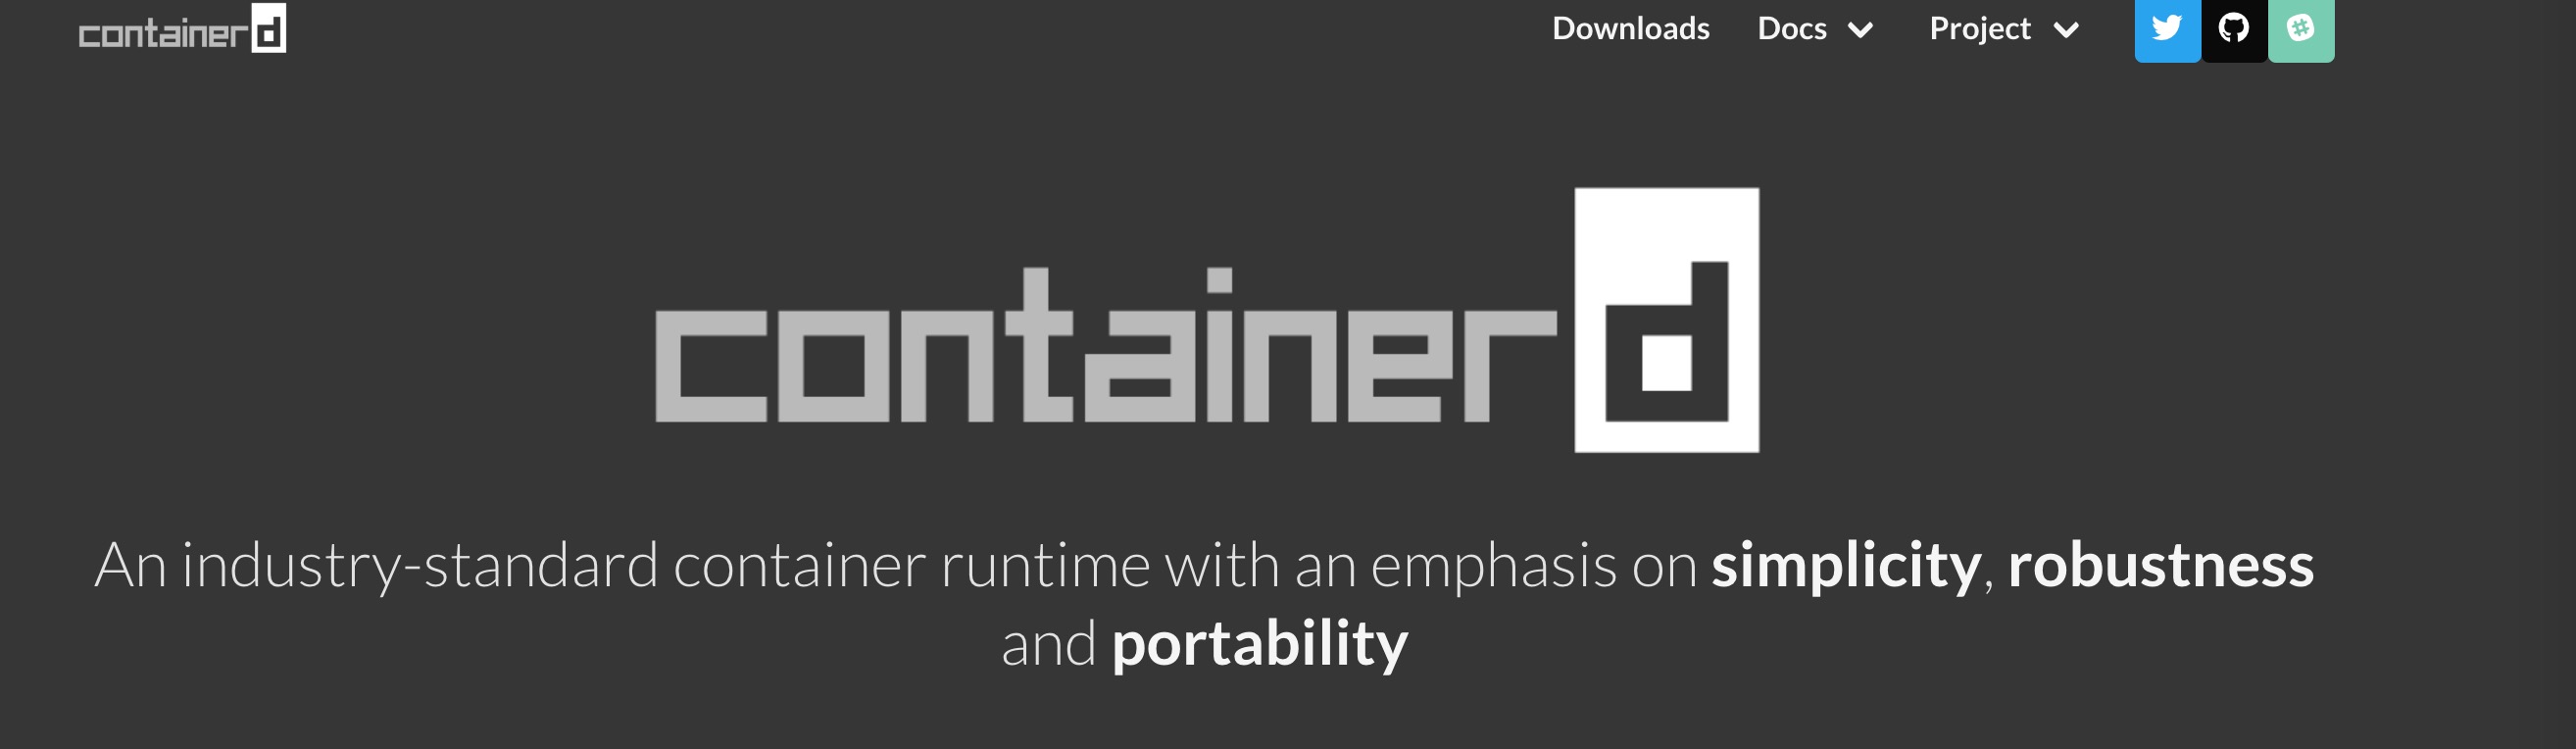 containerd
Downloads Docs Project
containerd
An industry-standard container runtime with an emphasis on simplicity, robustness
and portability